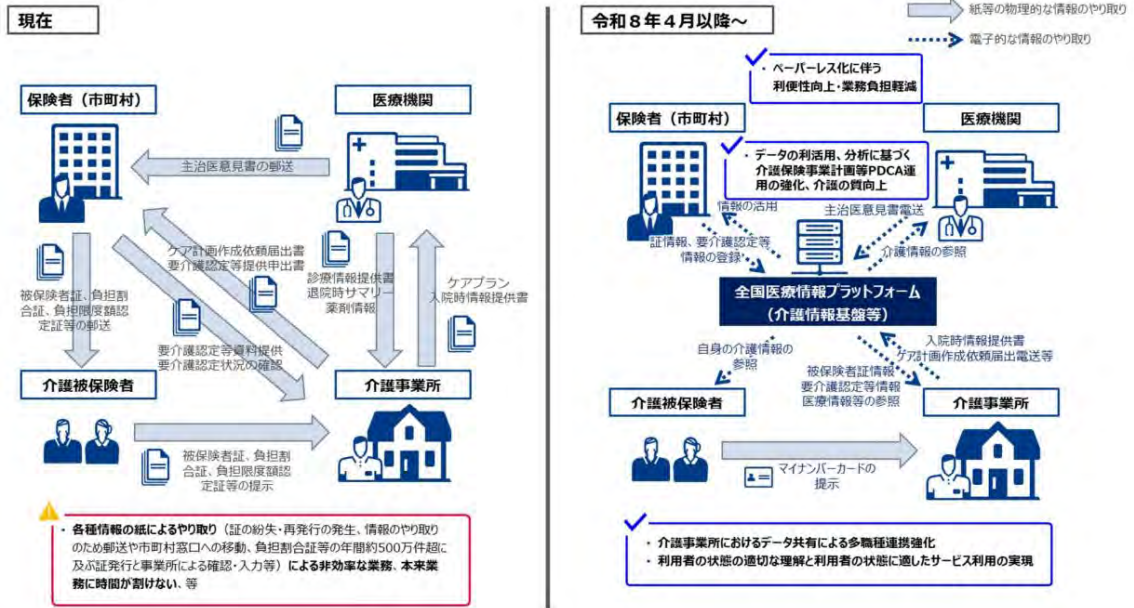 現在
保険者（市町村）
医療機関
主治医意見書の郵送
ケア計画作成依頼届出書
要介護認定等提供申出書
診療情報提供書
退院時サマリー
薬剤情報
ケアプラン
入院時情報提供書
被保険者証、負担割
合証、負担限度額認
定証等の郵送
要介護認定等資料提供
要介護認定状況の確認
介護被保険者
介護事業所
被保険者証、負担割
合証、負担限度額認
定証等の提示
・ 各種情報の紙によるやり取り（証の紛失・再発行の発生、情報のやり取り
のため郵送や市町村窓口への移動、負担割合証等の年間約500万件超に
及ぶ証発行と事業所による確認・入力等）による非効率な業務、本来業
務に時間が割けない、等
令和８年４月以降～
紙等の物理的な情報のやり取り
電子的な情報のやり取り
・ ペーパーレス化に伴う
利便性向上・業務負担軽減
保険者（市町村）
医療機関
・ データの利活用、分析に基づく
介護保険事業計画等PDCA運
用の強化、介護の質向上
情報の活用
主治医意見書電送
証情報、要介護認定等
情報の登録
介護情報の参照
全国医療情報プラットフォーム
（介護情報基盤等）
自身の介護情報の
参照
入院時情報提供書
ケア計画作成依頼届出電送等
被保険者証情報
要介護認定等情報
医療情報等の参照
介護被保険者
介護事業所
マイナンバーカードの
提示
・ 介護事業所におけるデータ共有による多職種連携強化
・ 利用者の状態の適切な理解と利用者の状態に適したサービス利用の実現